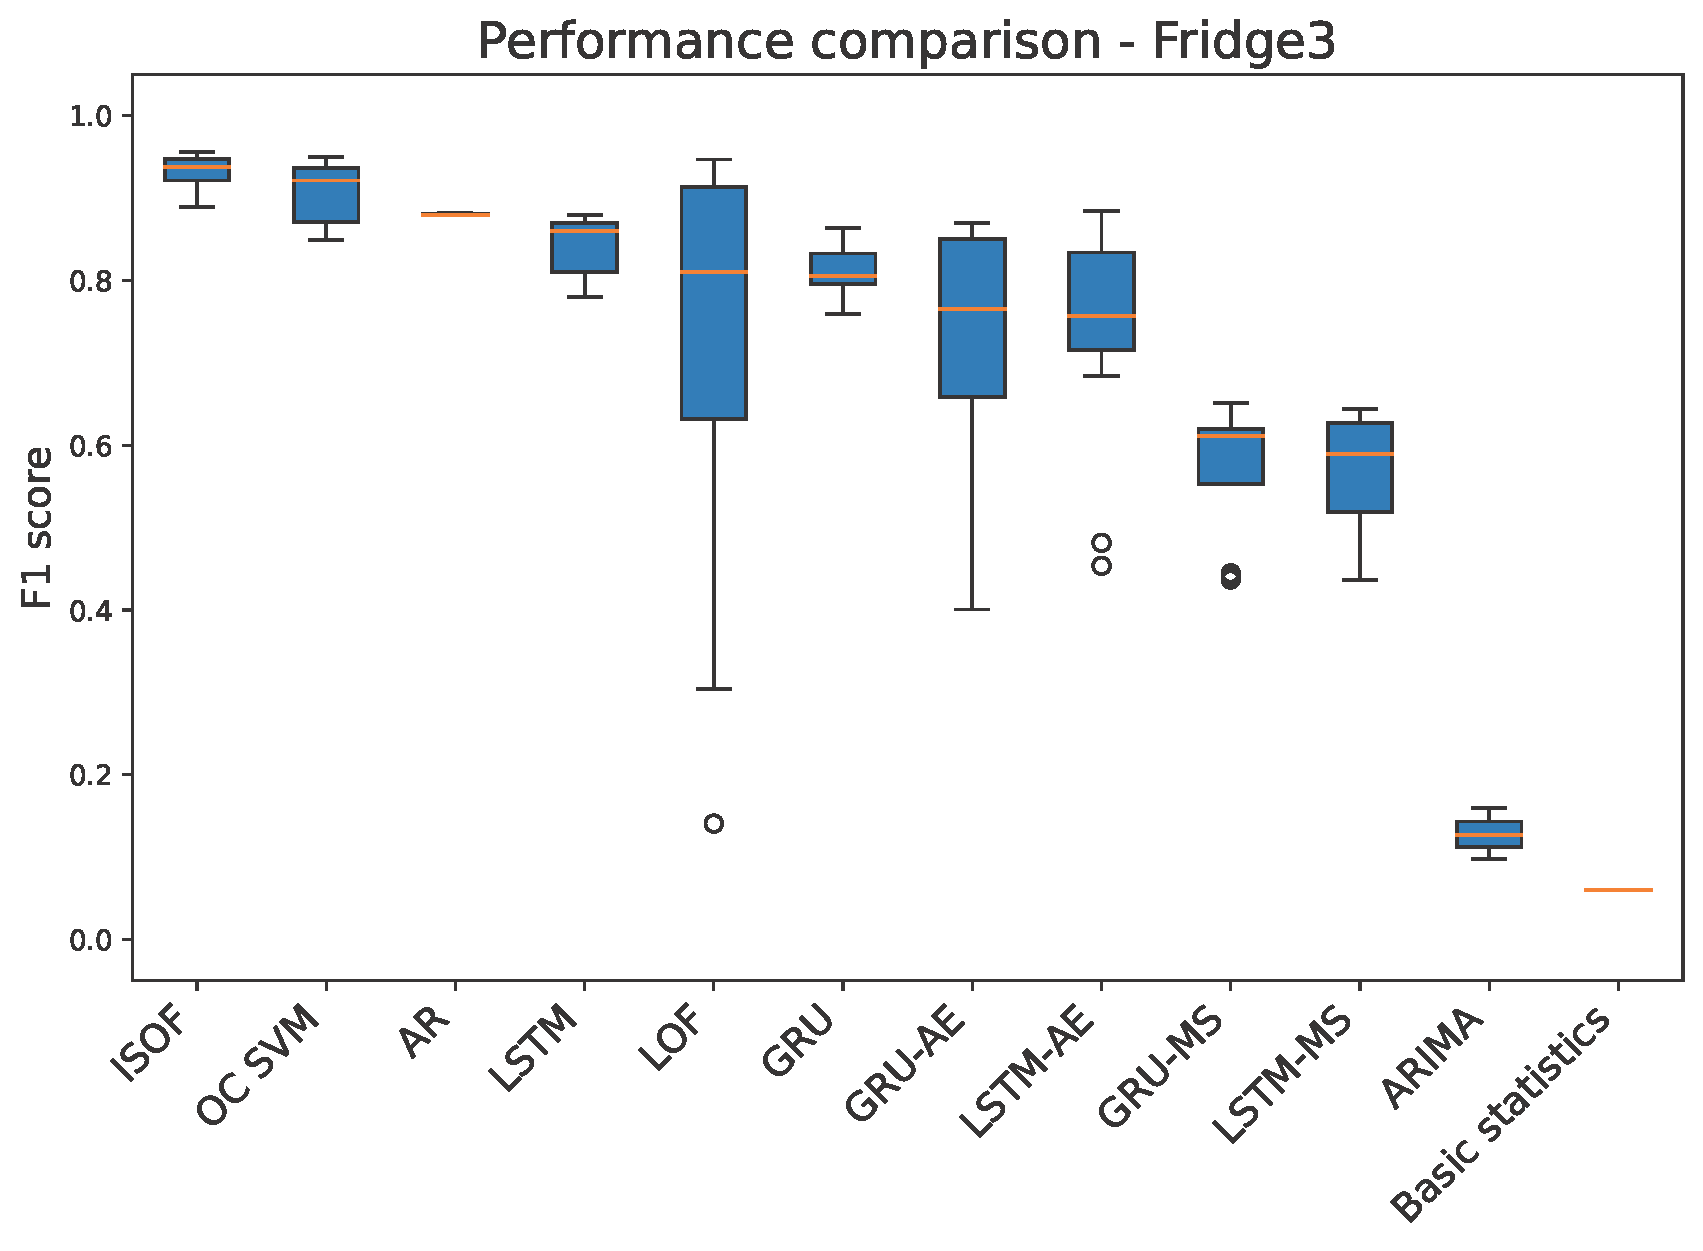 Performance comparison - Fridge3
F1 score
1.0
0.8
0.6
0.4
0.2
0.0
ISOF
OC SVM
AR
LSTM
LOF
GRU
GRU-AE
LSTM-AE
GRU-MS
LSTM-MS
ARIMA
Basic statistics